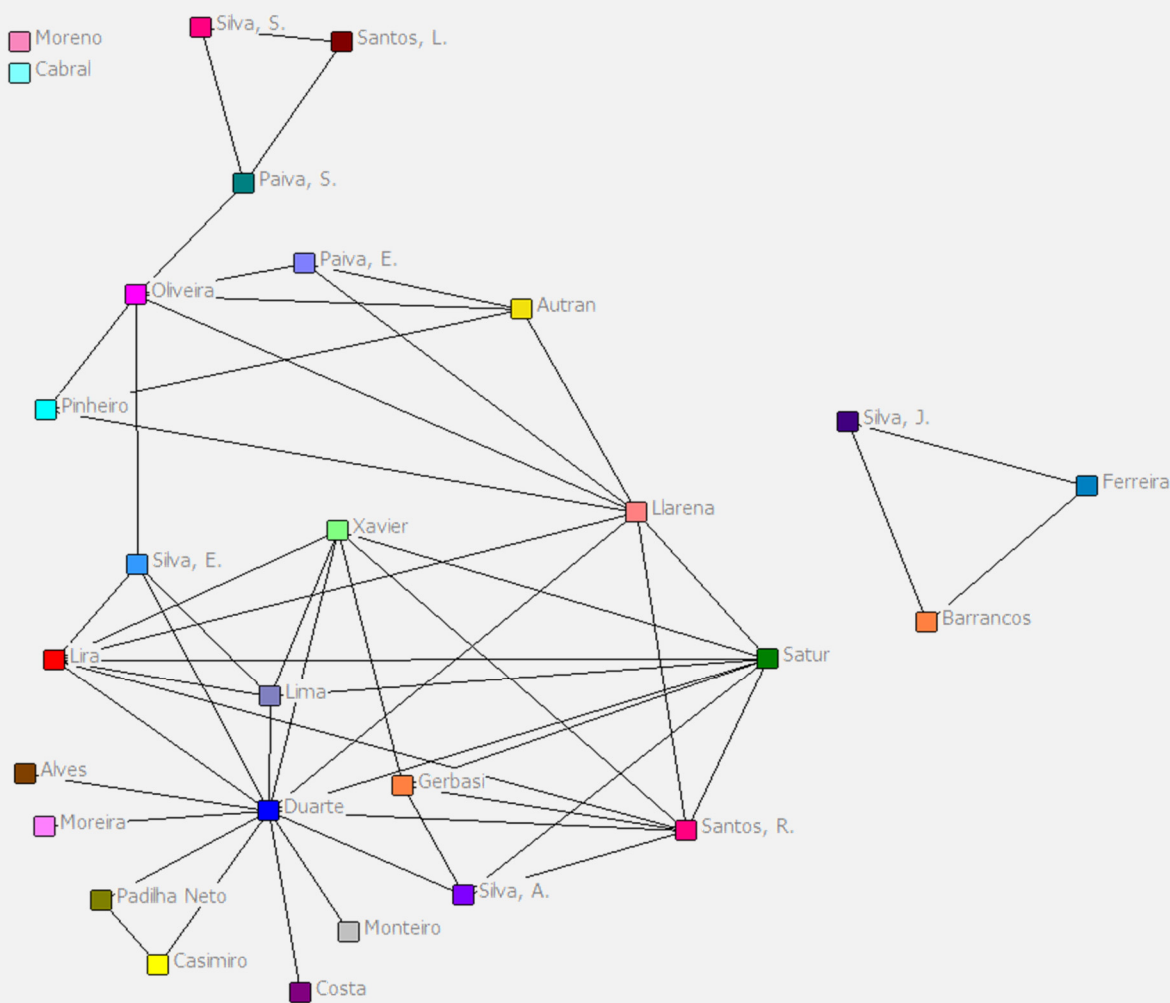 Silva, S.
Moreno
Santos, L.
Cabral
Paiva, S.
Paiva, E.
Oliveira
Autran
Pinheiro
Silva, J.
Ferreira
Llarena
Xavier
Silva, E.
Barrancos
Lira
Satur
Lima
Alves
Gerbasi
Duarte
Moreira
Santos, R.
Padilha Neto
Silva, A.
Monteiro
Casimiro
Costa